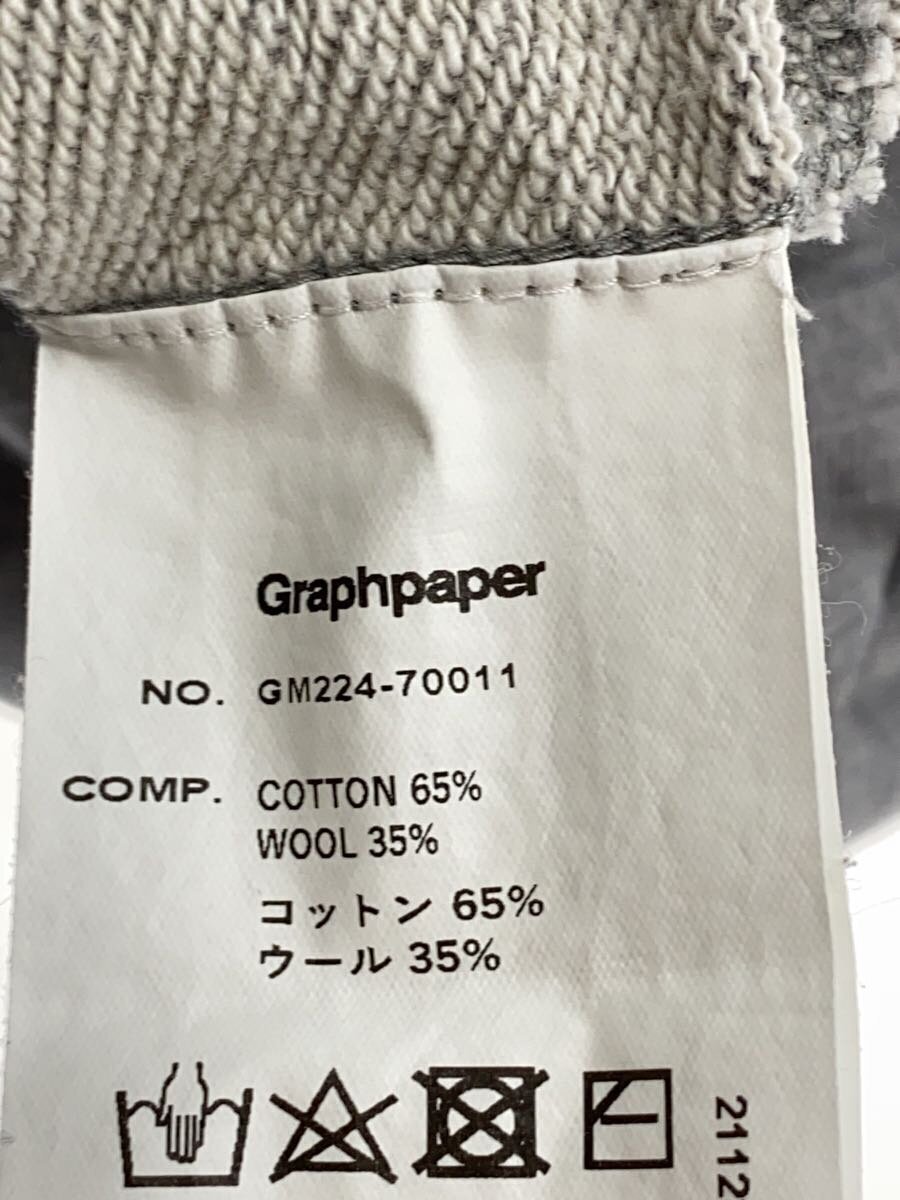 Graphpaper
NO. GM224-70011
COMP. COTTON 65%
WOOL 35%
コットン 65%
ウール 35%
2112